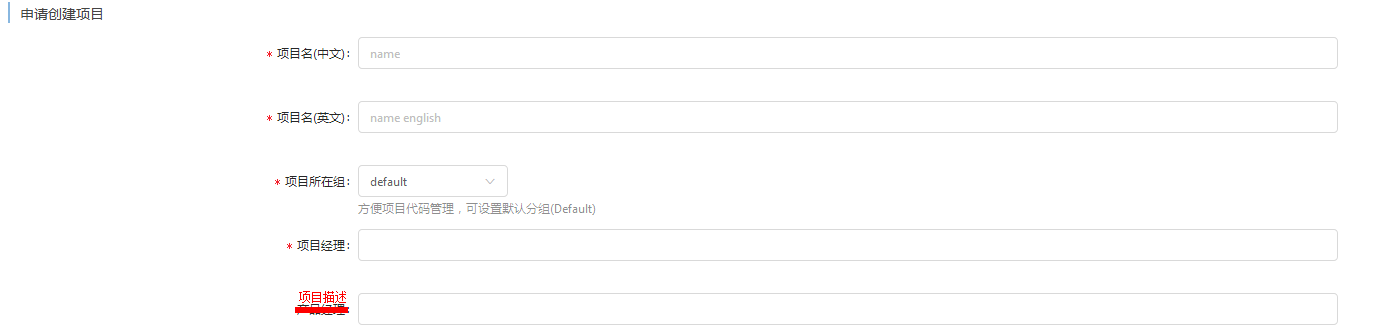 申请创建项目
* 项目名(中文)：
name
* 项目名(英文)：
name english
* 项目所在组：
default
方便项目代码管理，可设置默认分组(Default)
* 项目经理：
项目描述